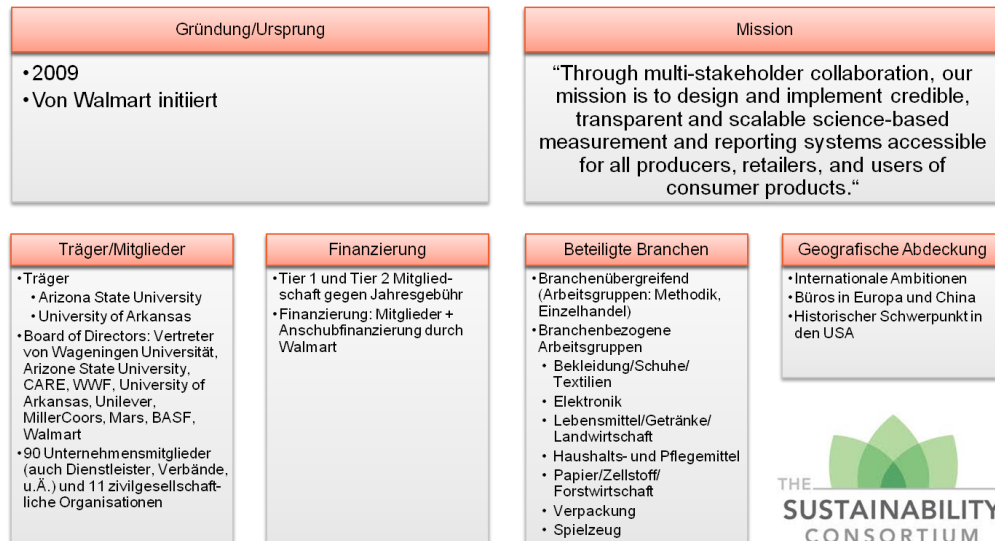 Gründung/Ursprung
•2009
•Von Walmart initiiert
Mission
“Through multi-stakeholder collaboration, our
mission is to design and implement credible,
transparent and scalable science-based
measurement and reporting systems accessible
for all producers, retailers, and users of
consumer products.“
Träger/Mitglieder
•Träger
•Arizona State University
•University of Arkansas
•Board of Directors: Vertreter
von Wageningen Universität,
Arizone State University,
CARE, WWF, University of
Arkansas, Unilever,
MillerCoors, Mars, BASF,
Walmart
•90 Unternehmensmitglieder
(auch Dienstleister, Verbände,
u.Ä.) und 11 zivilgesellschaft-
liche Organisationen
Finanzierung
•Tier 1 und Tier 2 Mitglied-
schaft gegen Jahresgebühr
•Finanzierung: Mitglieder +
Anschubfinanzierung durch
Walmart
Beteiligte Branchen
•Branchenübergreifend
(Arbeitsgruppen: Methodik,
Einzelhandel)
•Branchenbezogene
Arbeitsgruppen
• Bekleidung/Schuhe/
Textilien
• Elektronik
• Lebensmittel/Getränke/
Landwirtschaft
• Haushalts- und Pflegemittel
• Papier/Zellstoff/
Forstwirtschaft
• Verpackung
• Spielzeug
Geografische Abdeckung
•Internationale Ambitionen
•Büros in Europa und China
•Historischer Schwerpunkt in
den USA
THE
SUSTAINABILITY
CONSORTIUM